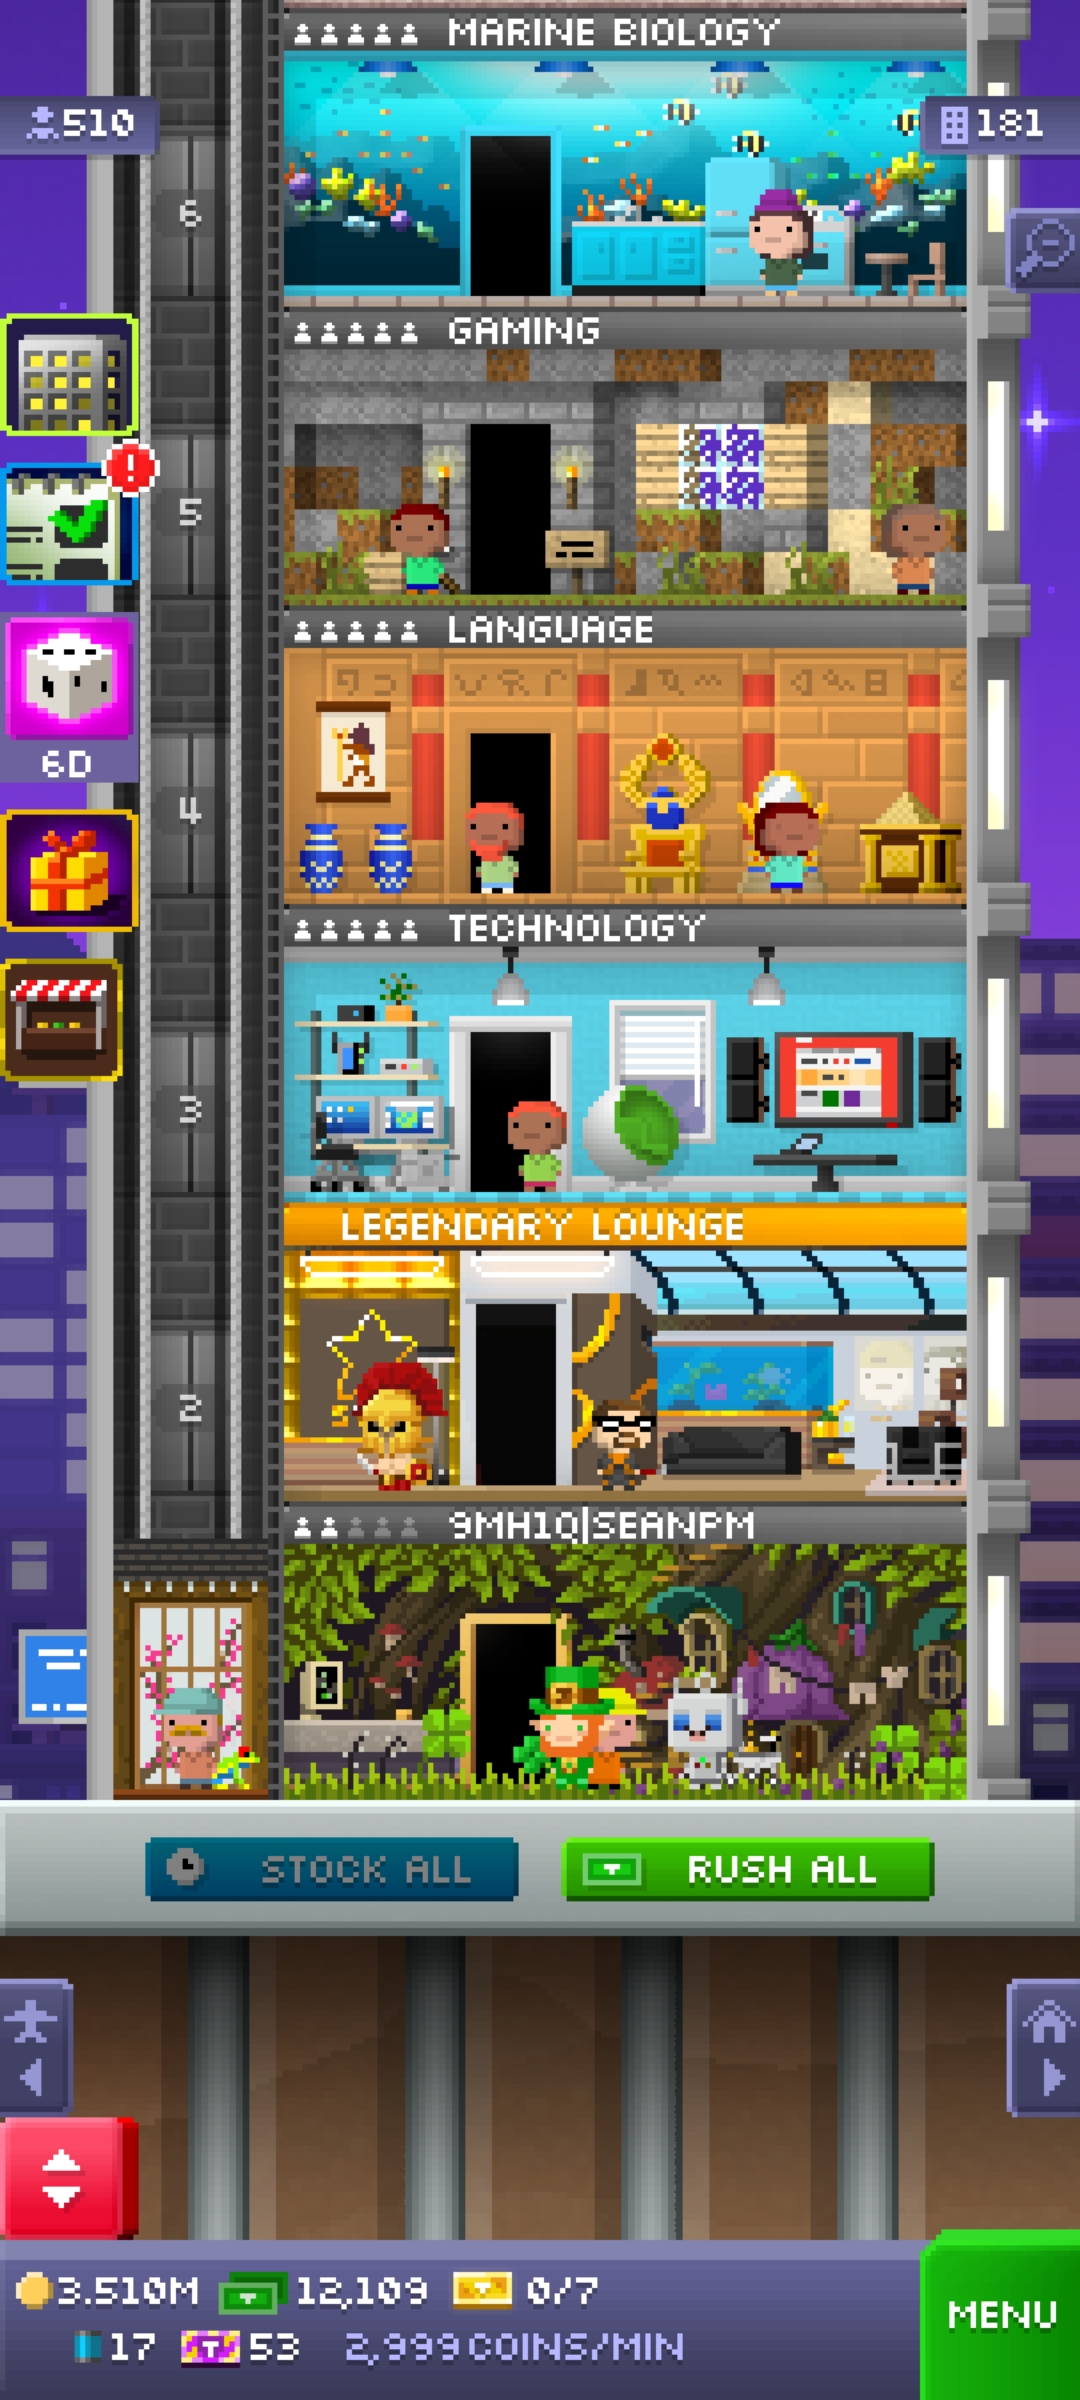 MARINE BIOLOGY
510
181
6
GAMING
5
LANGUAGE
6D
4
TECHNOLOGY
3
LEGENDARY LOUNGE
2
9MH1Q|SEANPM
STOCK ALL
RUSH ALL
3.510M 12,109 0/7
MENU
17 53 2,999 COINS/MIN